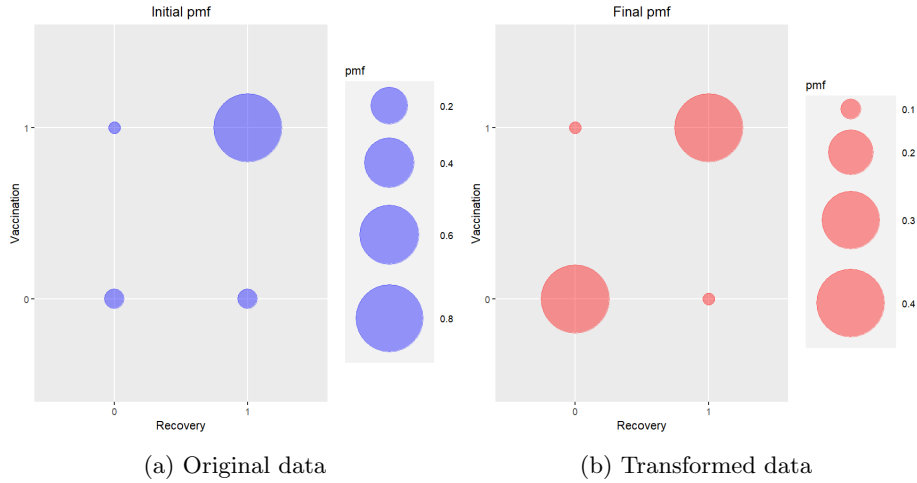 Initial pmf
Vaccination
1
0
0
1
Recovery
pmf
0.2
0.4
0.6
0.8
(a) Original data
Final pmf
Vaccination
1
0
0
1
Recovery
pmf
0.1
0.2
0.3
0.4
(b) Transformed data